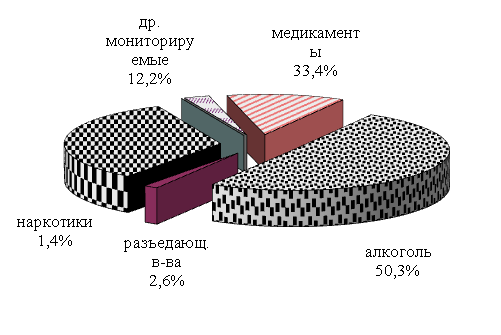 др.
мониториру
емые
12,2%
медикамент
ы
33,4%
наркотики
1,4%
разъедающ.
в-ва
2,6%
алкоголь
50,3%